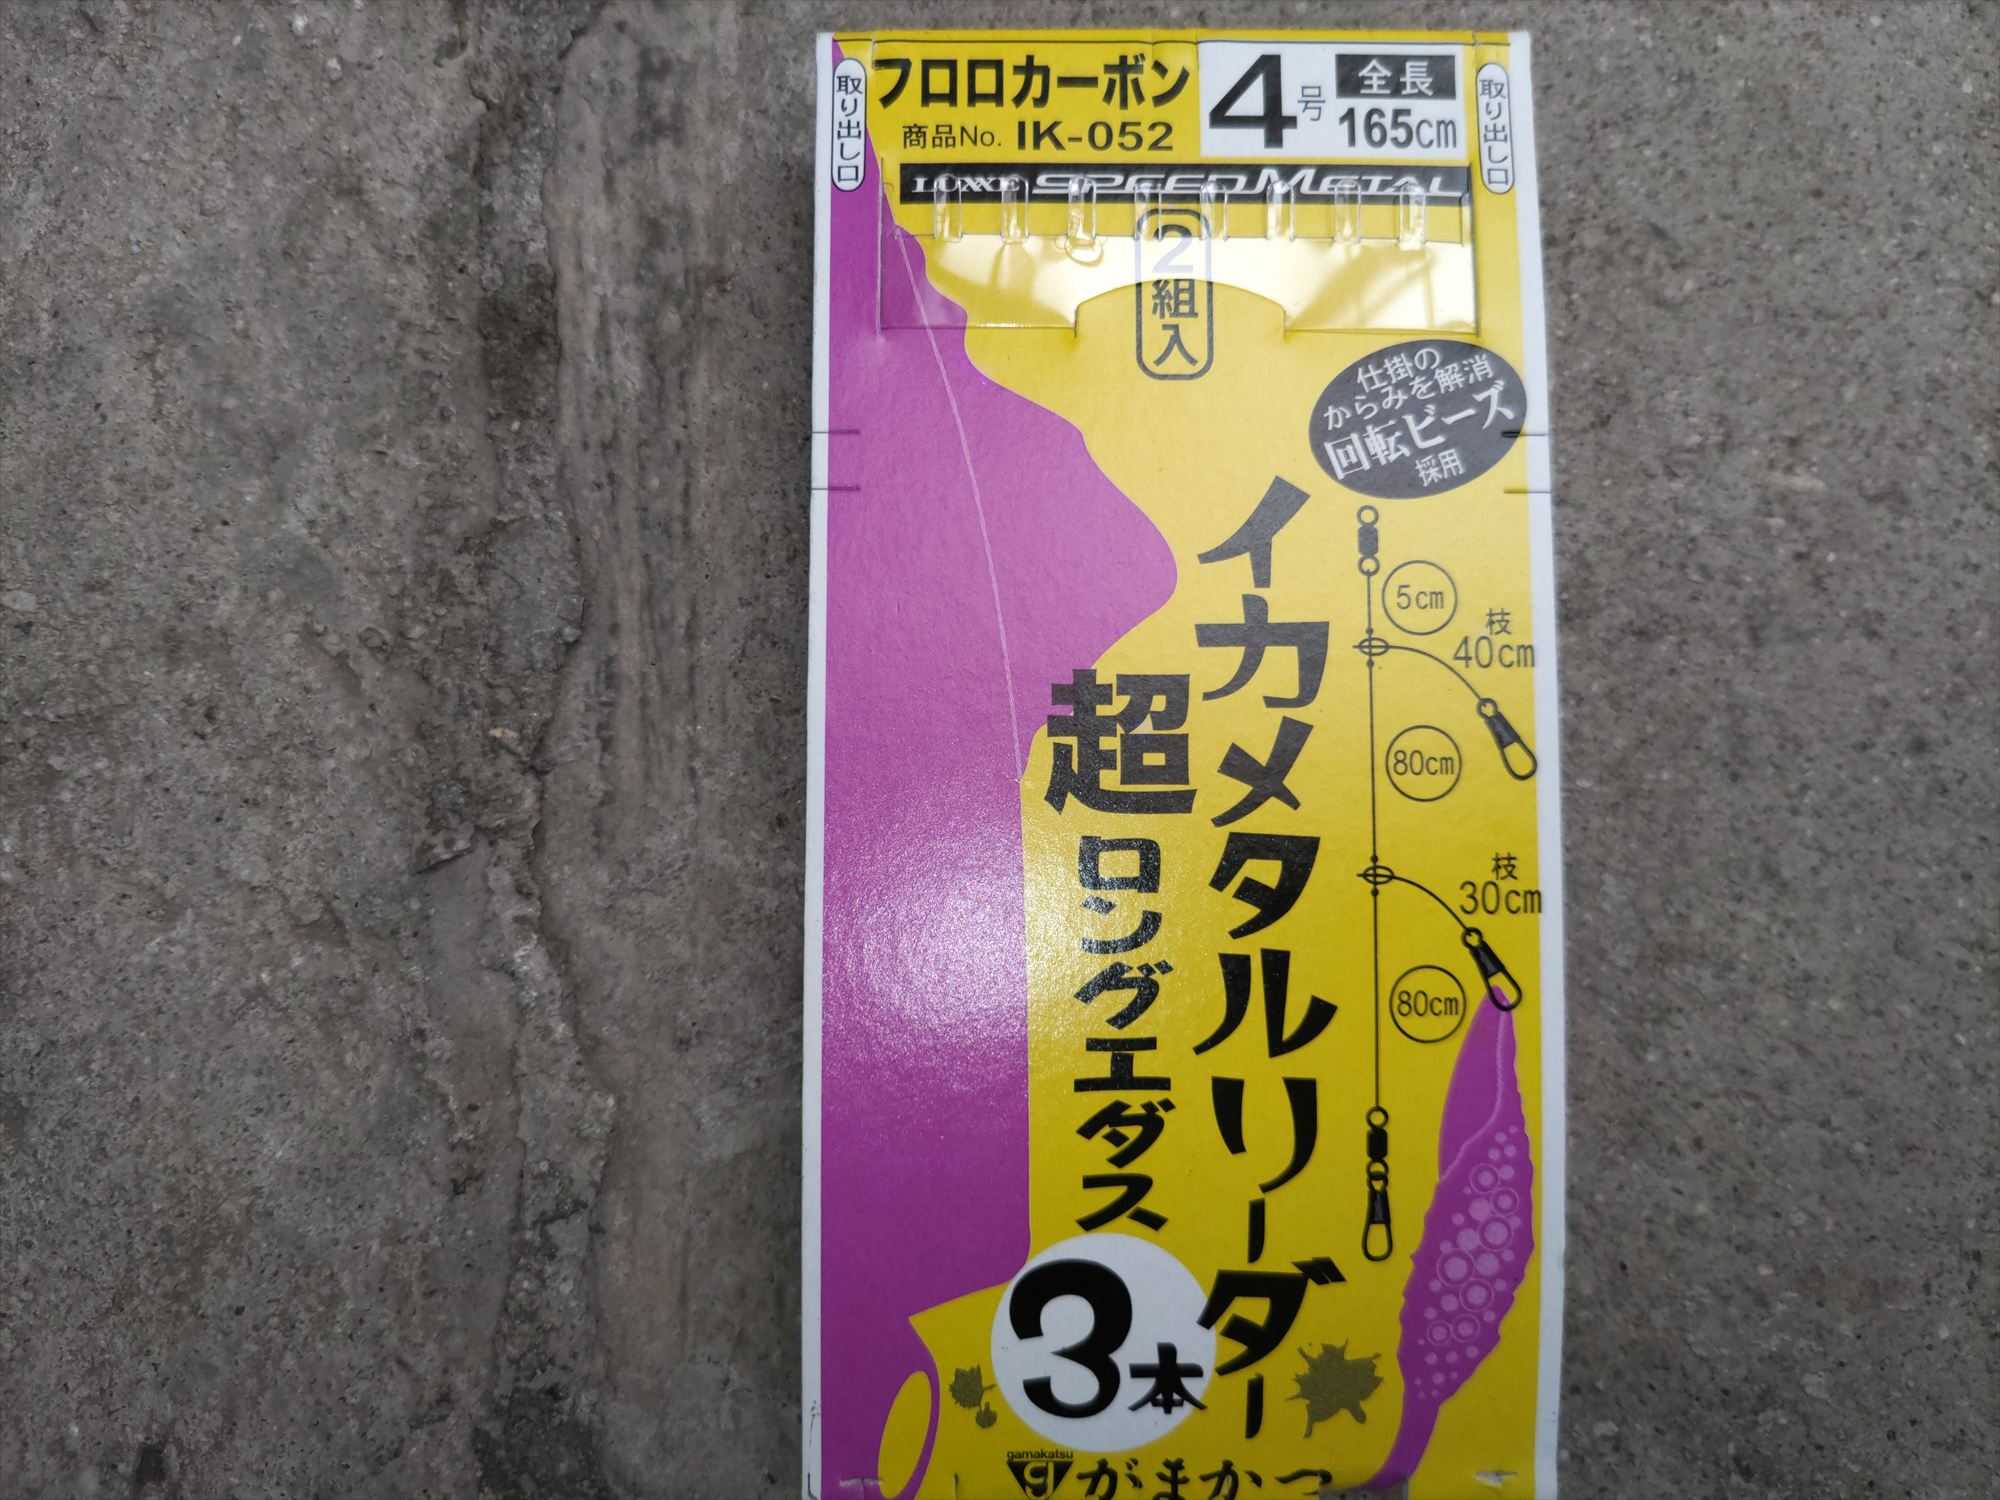 取り出し口
フロロカーボン
商品No. IK-052
4号
全長
165cm
取り出し口
LUXXE SPEED METAL
2組入
仕掛の
からみを解消
回転ビーズ
採用
イカメタルリーダー
超ロングエダス
3本
5cm
枝
40cm
80cm
枝
30cm
80cm
gamakatsu
g
がまかつ